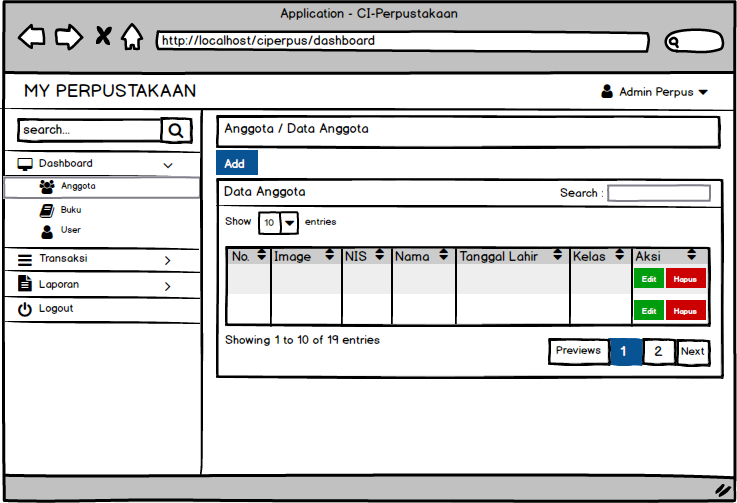 Application - CI-Perpustakaan
http://localhost/ciperpus/dashboard
MY PERPUSTAKAAN
Admin Perpus
search...
Dashboard
Anggota
Buku
User
Transaksi
Laporan
Logout
Anggota / Data Anggota
Add
Data Anggota
Search :
Show 10 entries
No. Image NIS Nama Tanggal Lahir Kelas Aksi
Edit Hapus
Edit Hapus
Showing 1 to 10 of 19 entries
Previews 1 2 Next